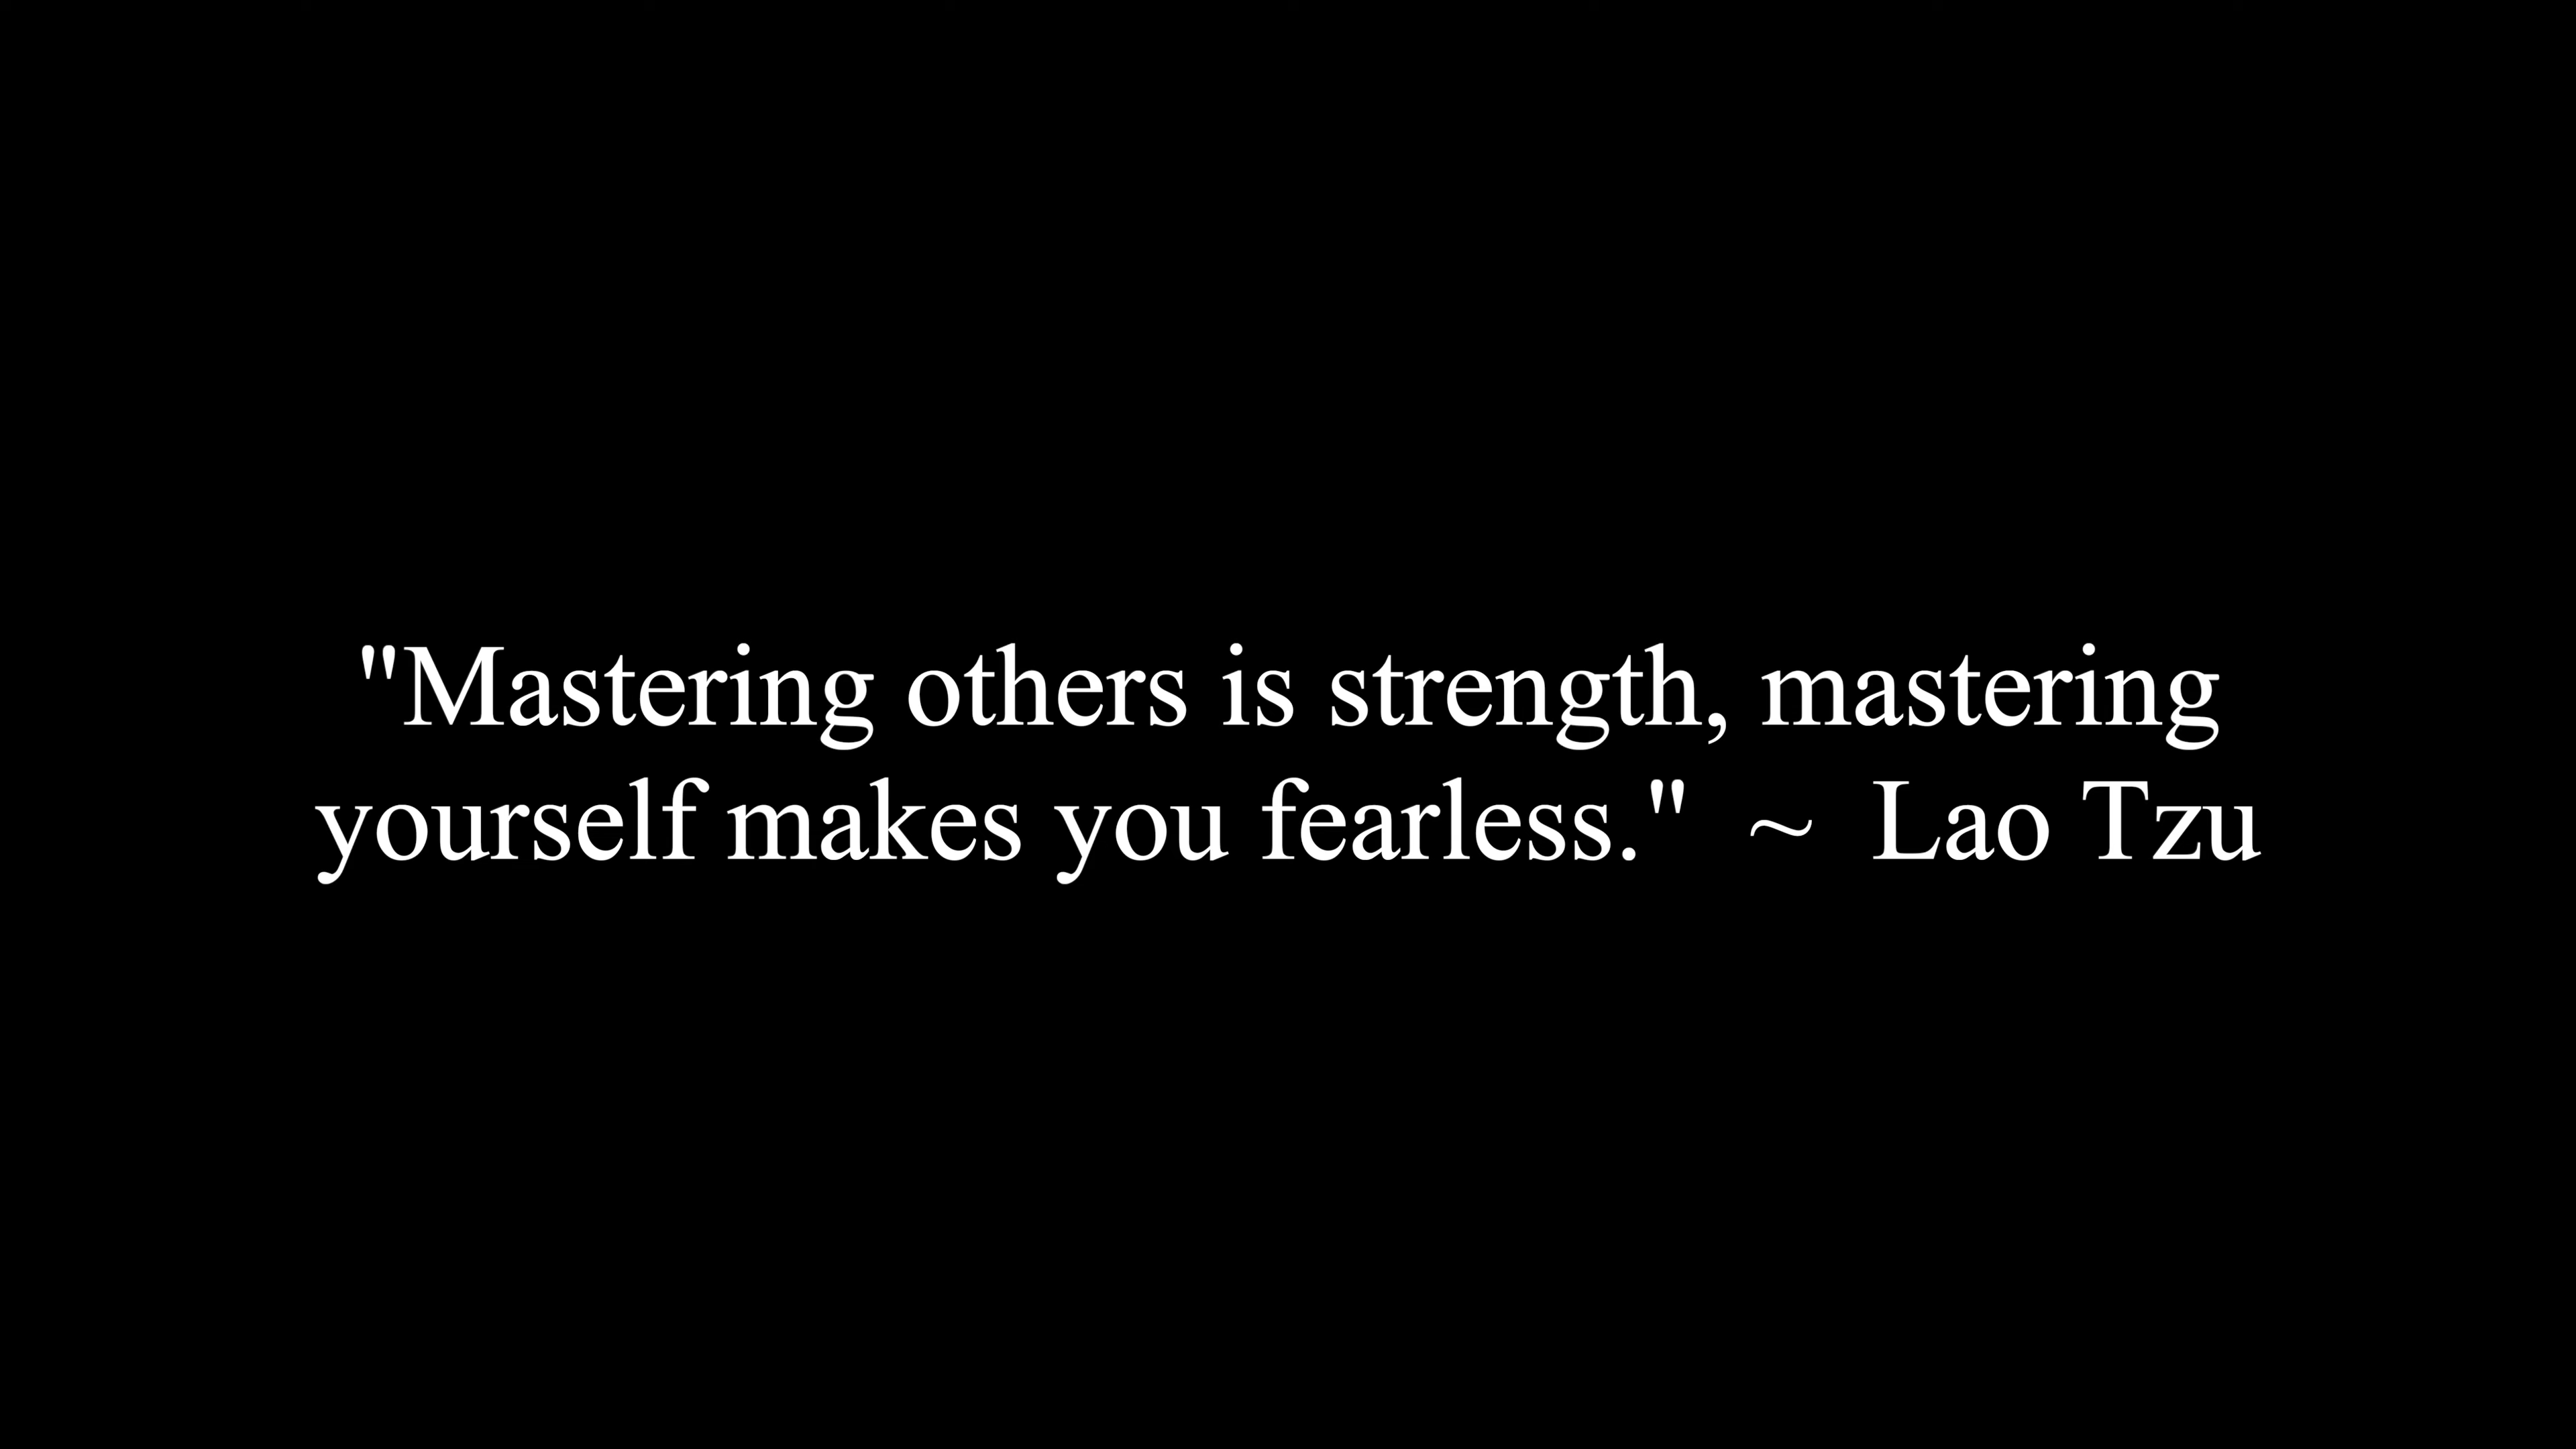 "Mastering others is strength, mastering
yourself makes you fearless."  ~  Lao Tzu